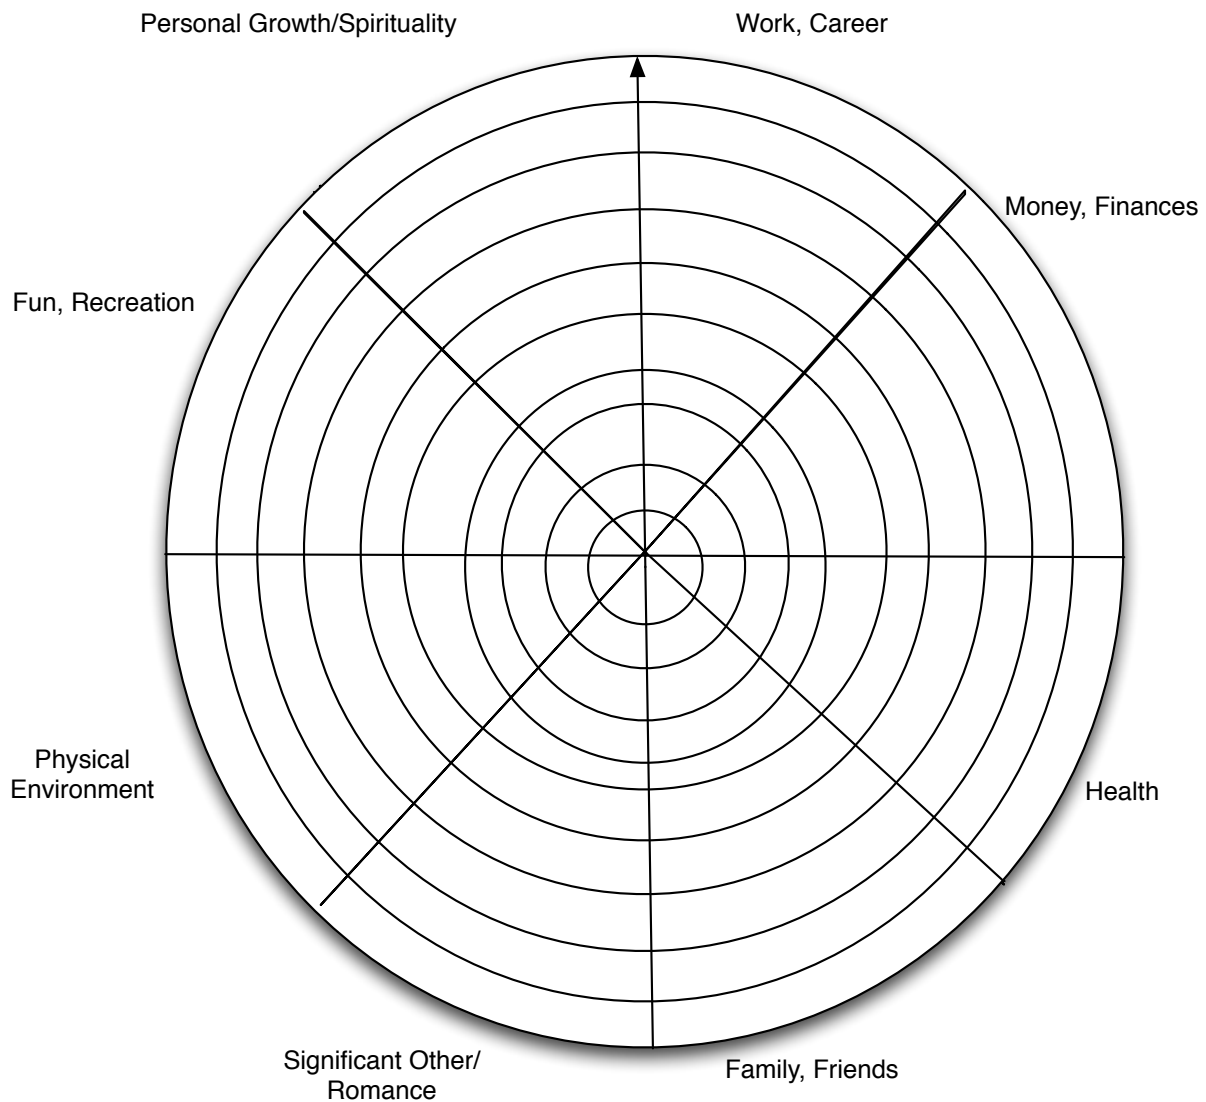 Personal Growth/Spirituality
Work, Career
Money, Finances
Fun, Recreation
Physical
Environment
Health
Significant Other/
Romance
Family, Friends